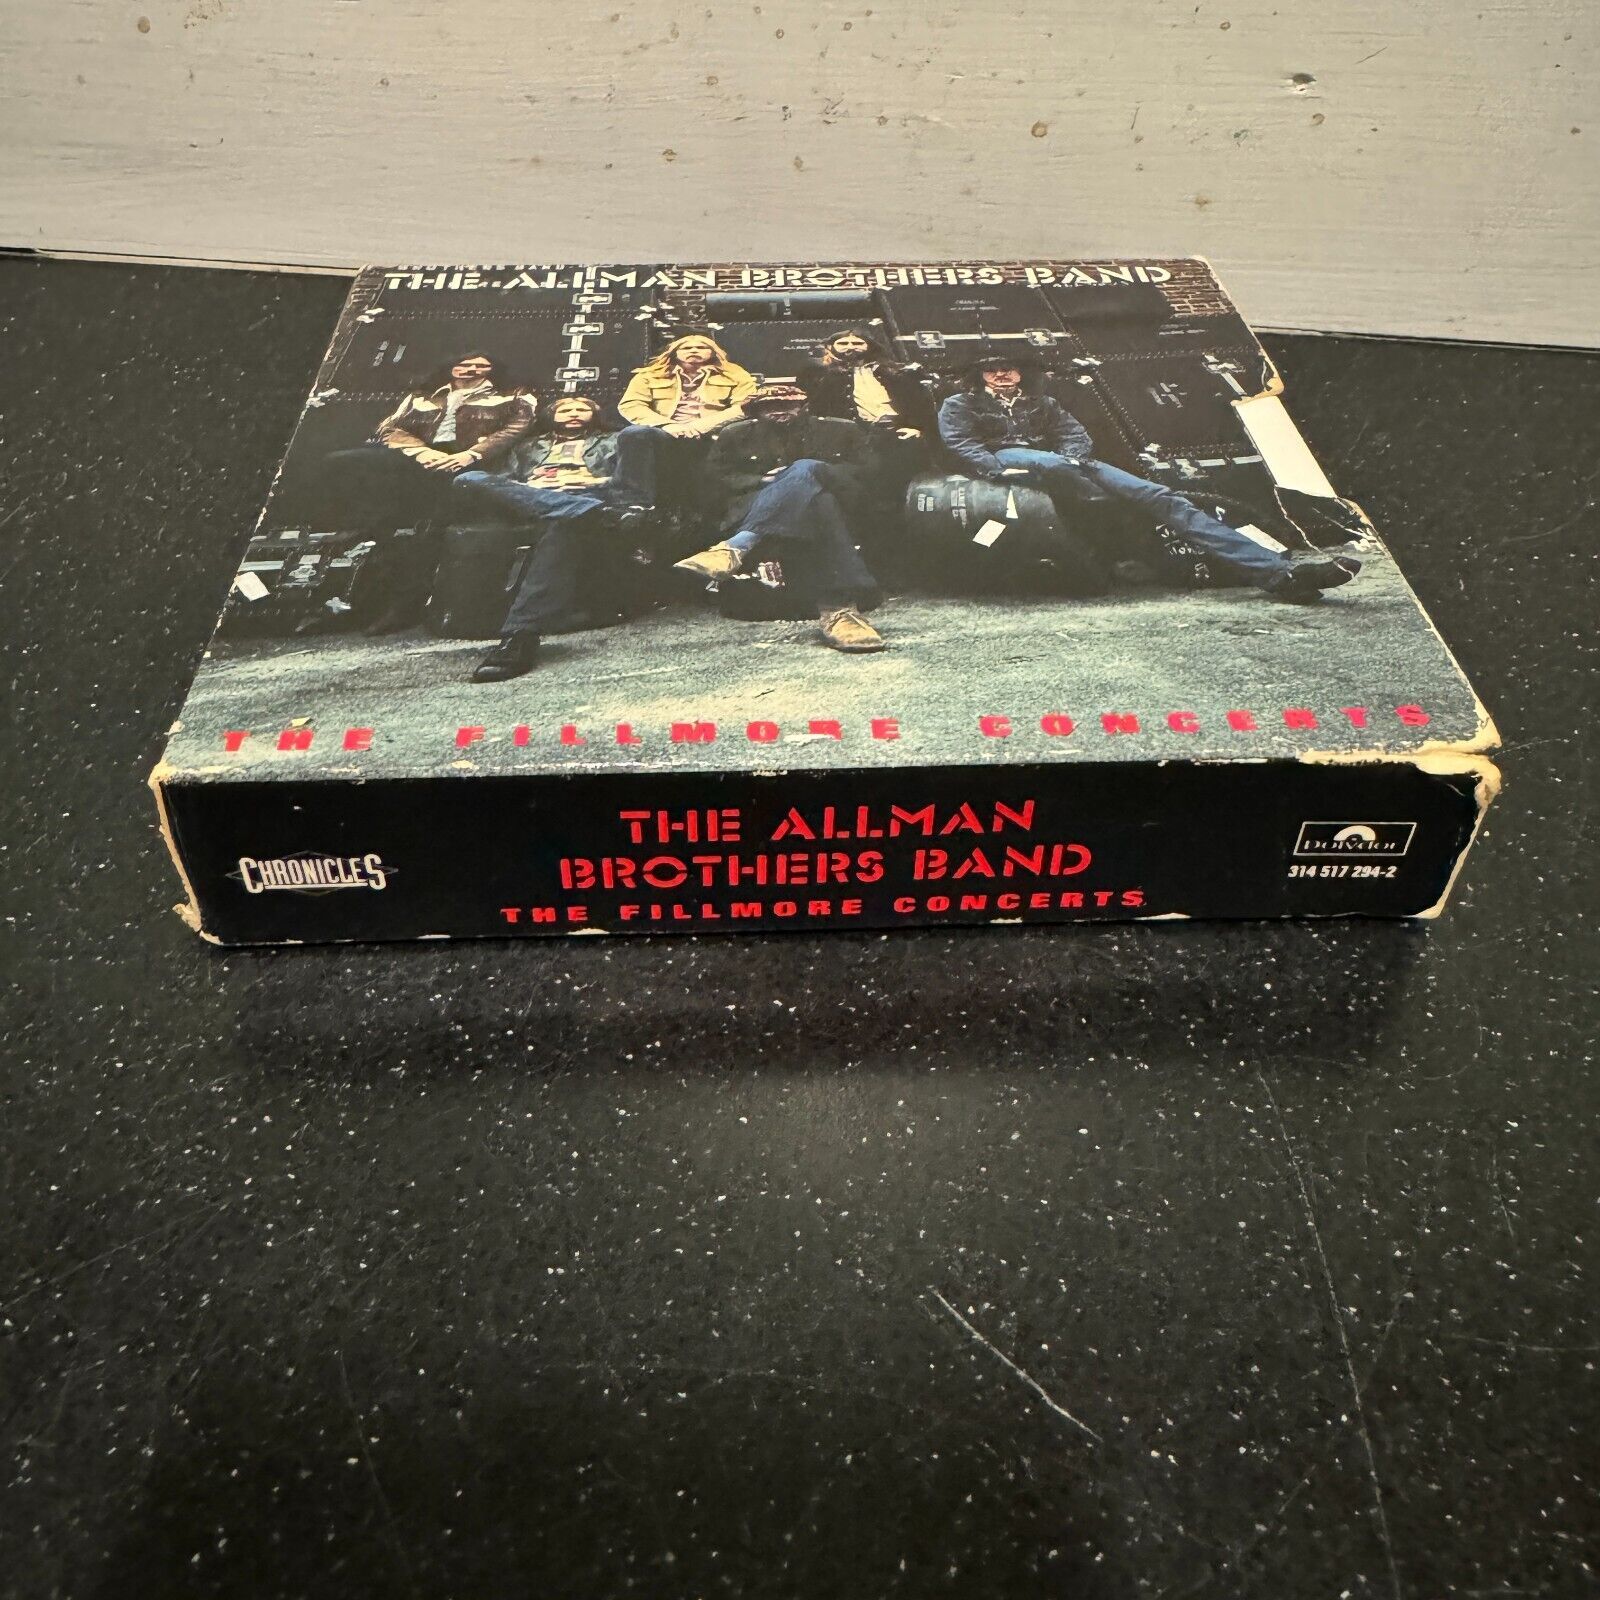 THE ALLMAN BROTHERS BAND
THE FILLMORE CONCERTS
CHRONICLES
THE ALLMAN
BROTHERS BAND
THE FILLMORE CONCERTS
polydor
314 517 294-2